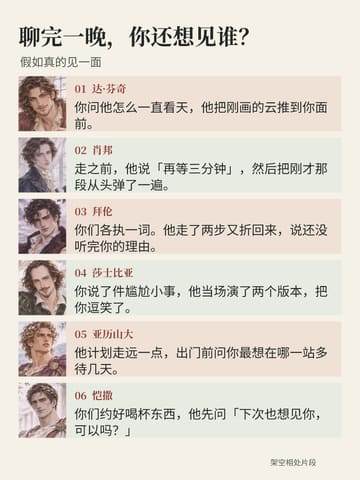 聊完一晚，你还想见谁？
假如真的见一面
01 达·芬奇
你问他怎么一直看天，他把刚画的云推到你面
前。
02 肖邦
走之前，他说「再等三分钟」，然后把刚才那
段从头弹了一遍。
03 拜伦
你们各执一词。他走了两步又折回来，说还没
听完你的理由。
04 莎士比亚
你说了件尴尬小事，他当场演了两个版本，把
你逗笑了。
05 亚历山大
他计划走远一点，出门前问你最想在哪一站多
待几天。
06 恺撒
你们约好喝杯东西，他先问「下次也想见你，
可以吗？」
架空相处片段